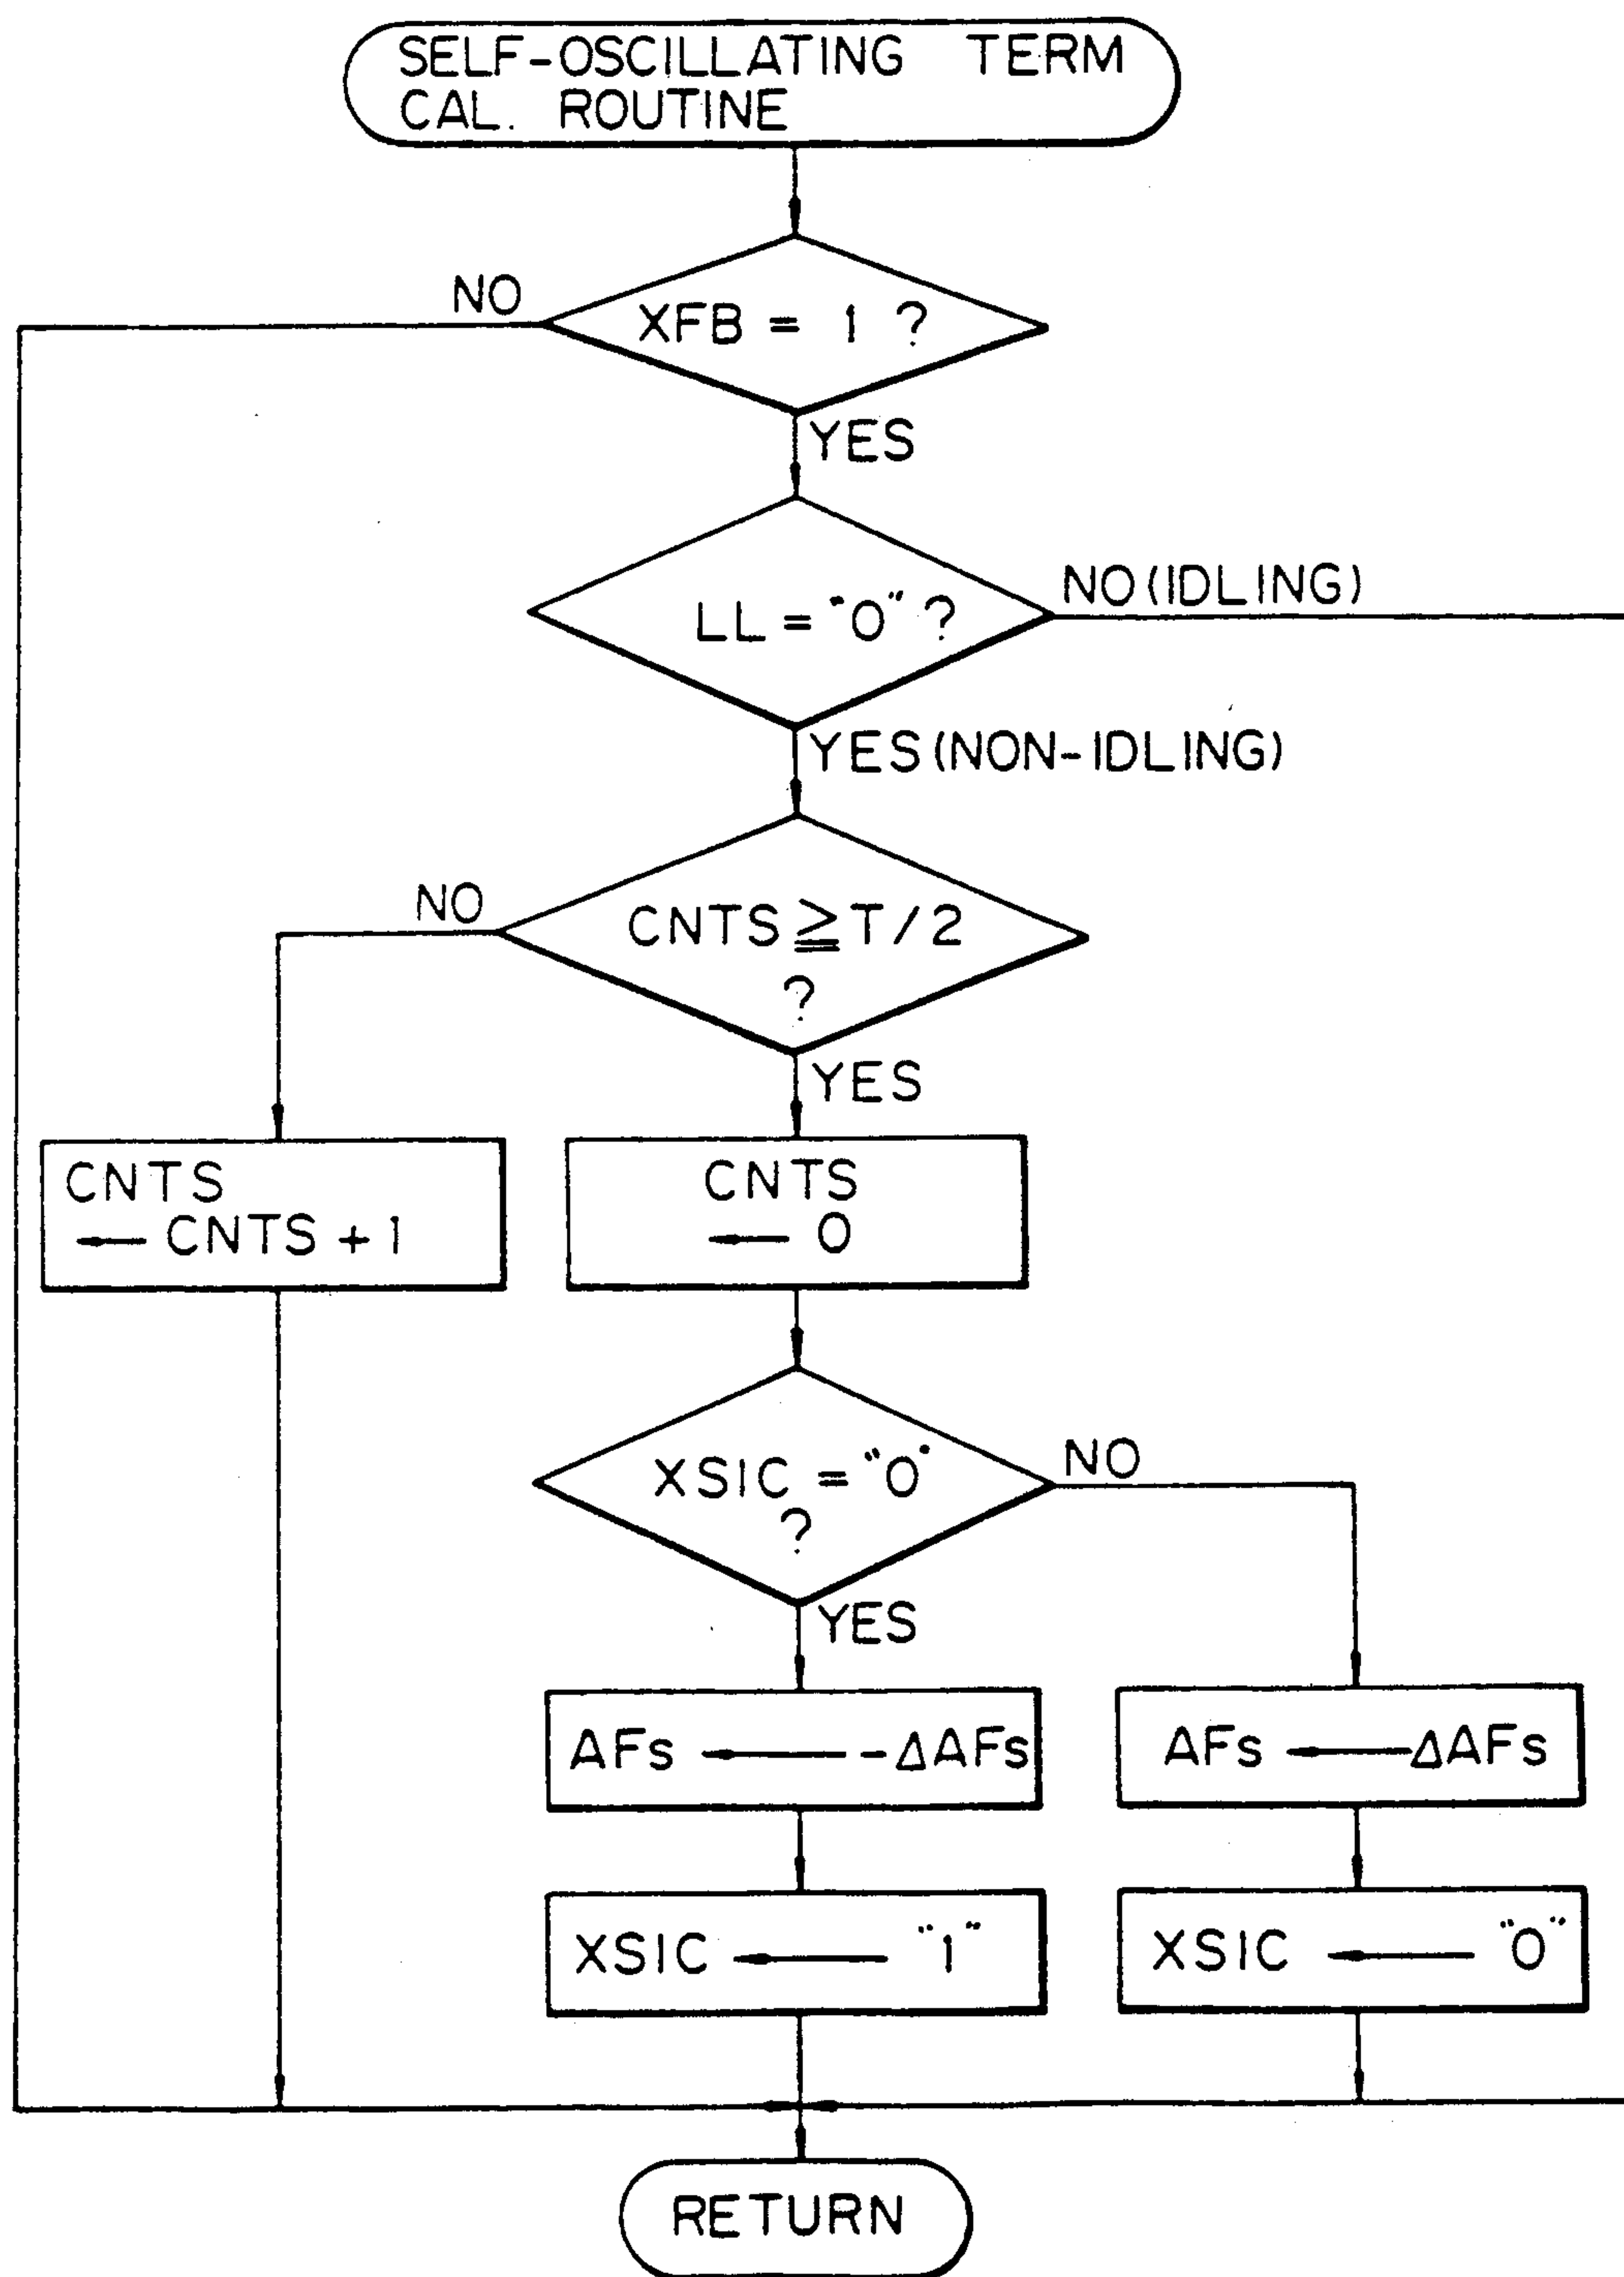 SELF-OSCILLATING TERM
CAL. ROUTINE
NO
XFB = 1 ?
YES
LL = "0" ?
NO (IDLING)
YES (NON-IDLING)
NO
CNTS ≧ T/2
?
YES
CNTS
← CNTS + 1
CNTS
← 0
XSIC = "0"
?
NO
YES
AFs ← -ΔAFs
AFs ← ΔAFs
XSIC ← "1"
XSIC ← "0"
RETURN